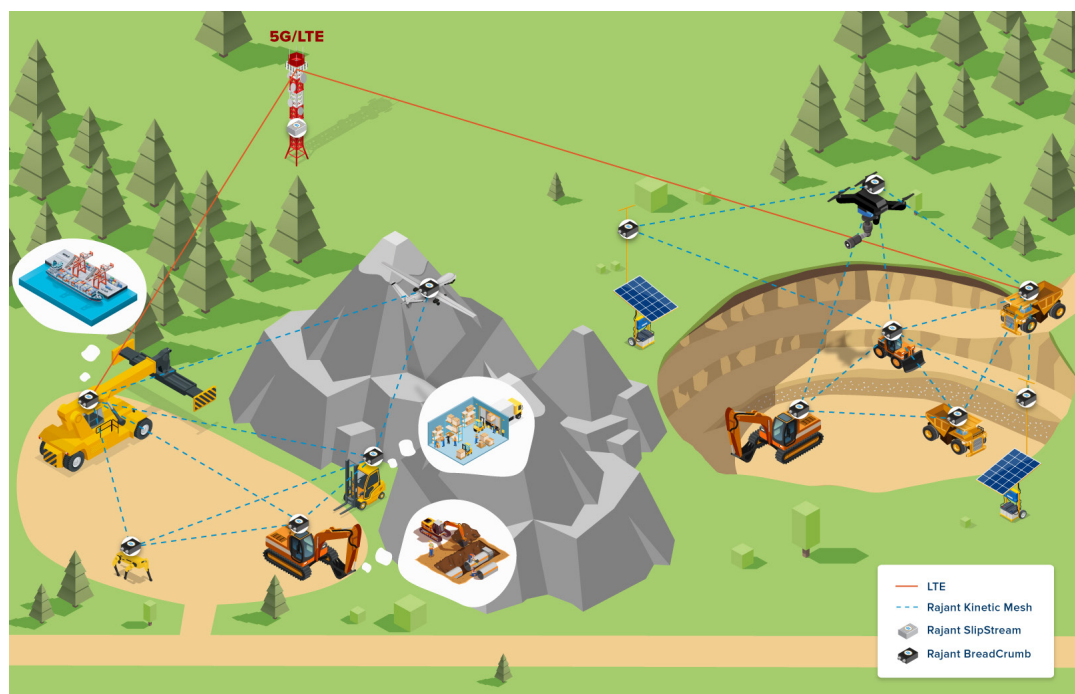 5G/LTE
LTE
Rajant Kinetic Mesh
Rajant SlipStream
Rajant BreadCrumb